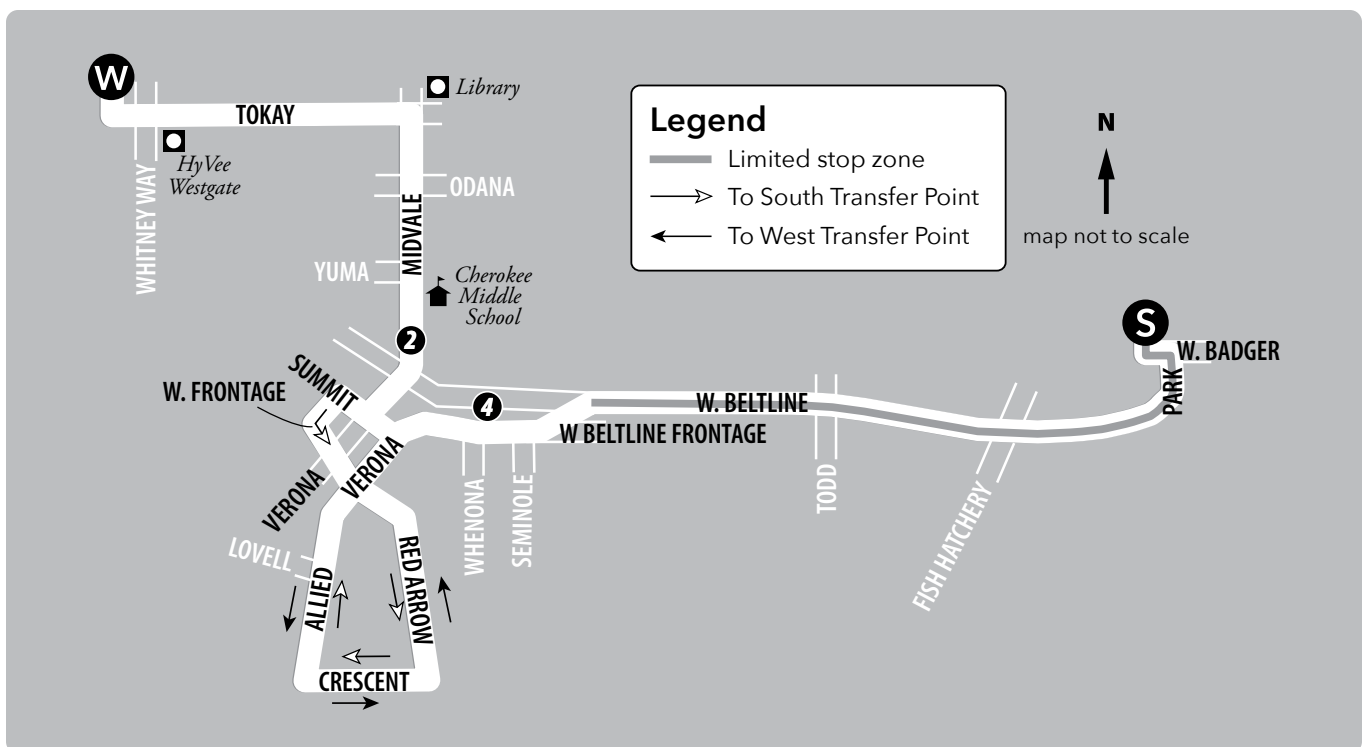 W
TOKAY
Library
HyVee
Westgate
WHITNEY WAY
ODANA
MIDVALE
YUMA
Cherokee
Middle
School
Legend
Limited stop zone
To South Transfer Point
To West Transfer Point
N
map not to scale
2
S
W. BADGER
PARK
SUMMIT
W. FRONTAGE
4
W. BELTLINE
W BELTLINE FRONTAGE
VERONA
VERONA
WHENONA
SEMINOLE
TODD
FISH HATCHERY
LOVELL
ALLIED
RED ARROW
CRESCENT